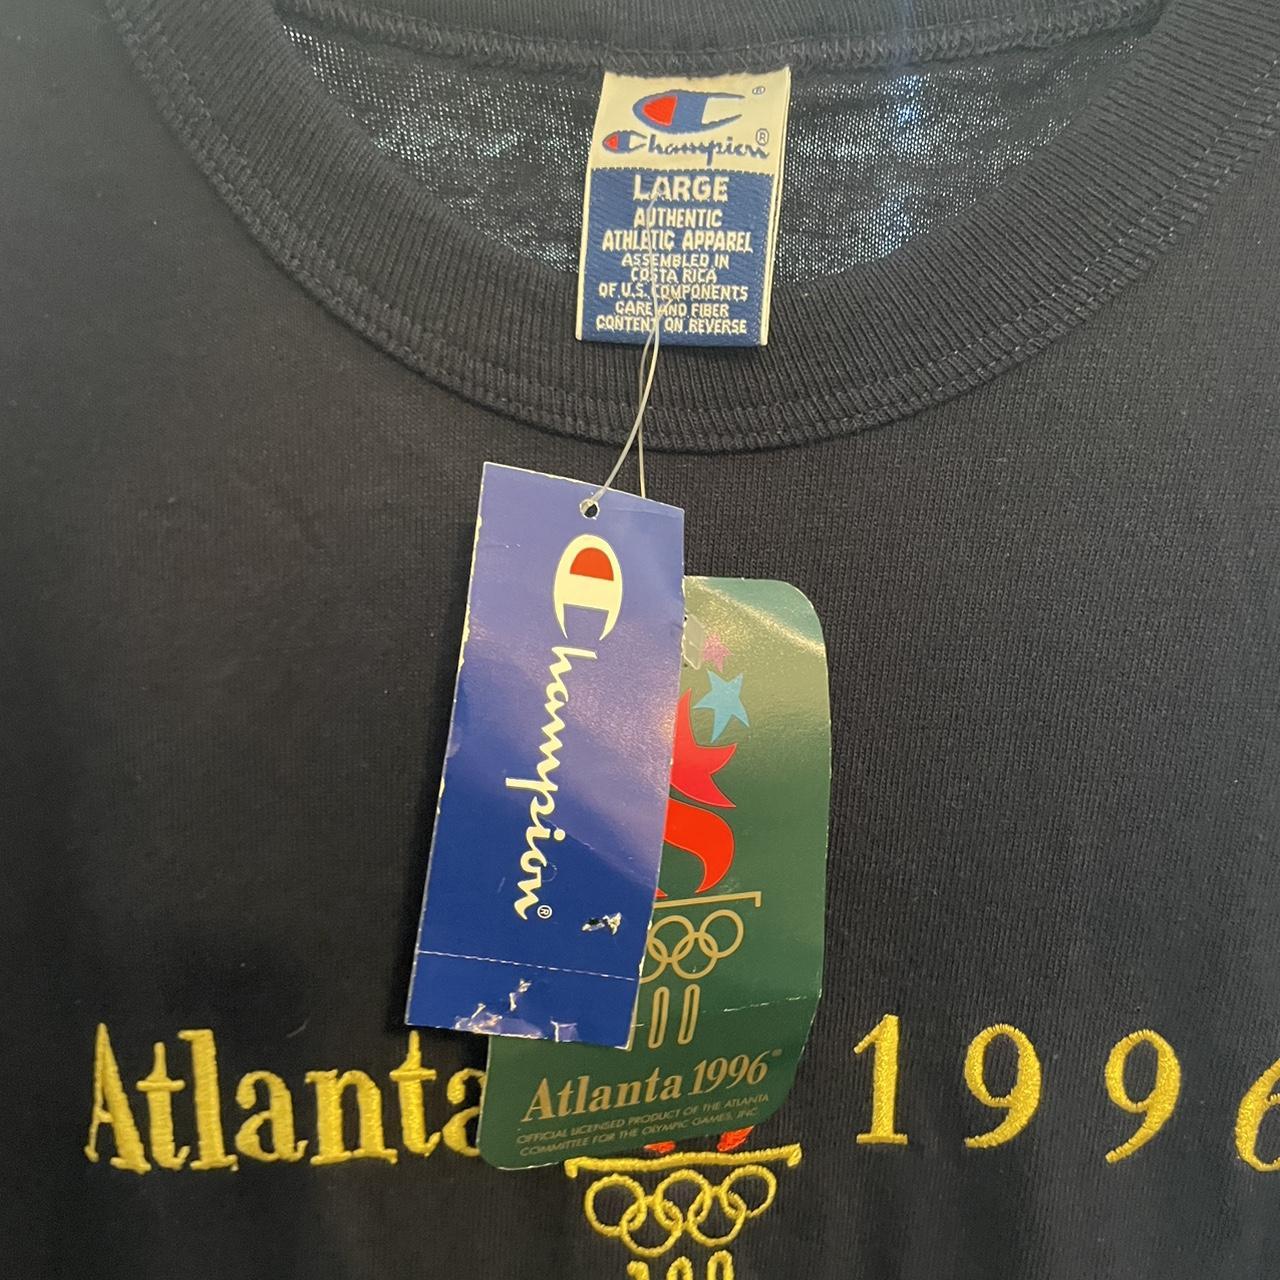 ®
Champion®
LARGE
AUTHENTIC
ATHLETIC APPAREL
ASSEMBLED IN
COSTA RICA
OF U.S. COMPONENTS
CARE AND FIBER
CONTENT ON REVERSE
Champion®
Atlanta 1996®
OFFICIAL LICENSED PRODUCT OF THE ATLANTA
COMMITTEE FOR THE OLYMPIC GAMES, INC.
Atlanta 1996